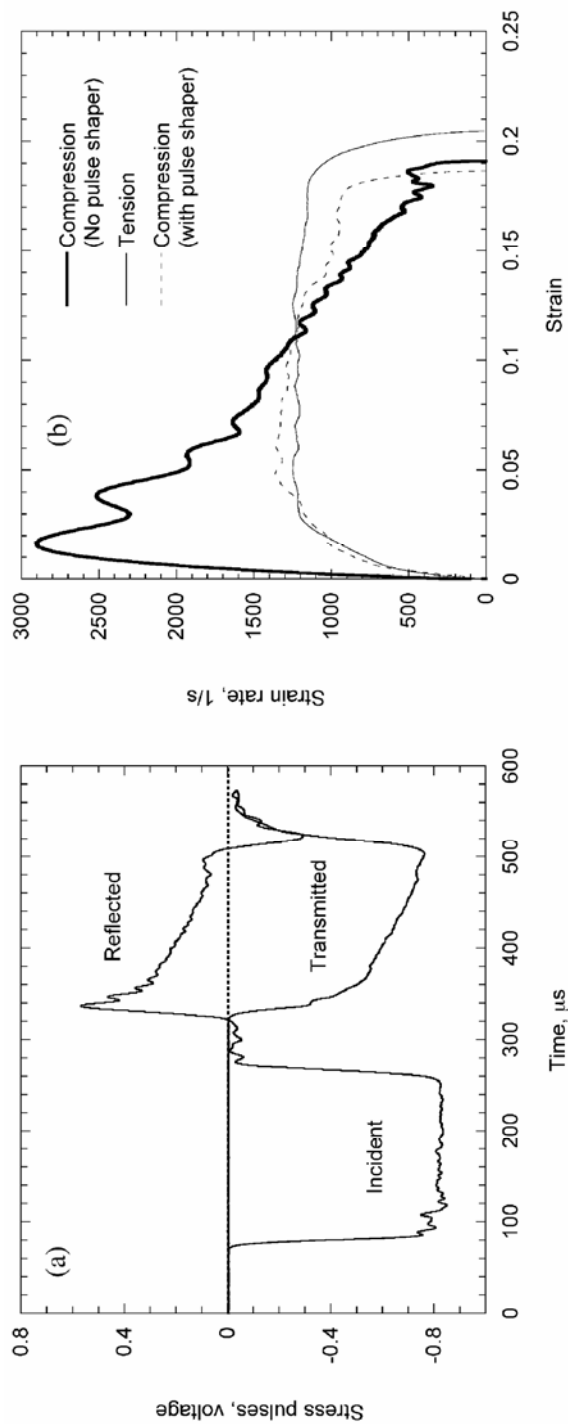 (a)
Stress pulses, voltage
0.8
0.4
0
-0.4
-0.8
Reflected
Transmitted
Incident
0 100 200 300 400 500 600
Time, μs
(b)
Strain rate, 1/s
3000
2500
2000
1500
1000
500
0
Compression
(No pulse shaper)
Tension
Compression
(with pulse shaper)
0 0.05 0.1 0.15 0.2 0.25
Strain